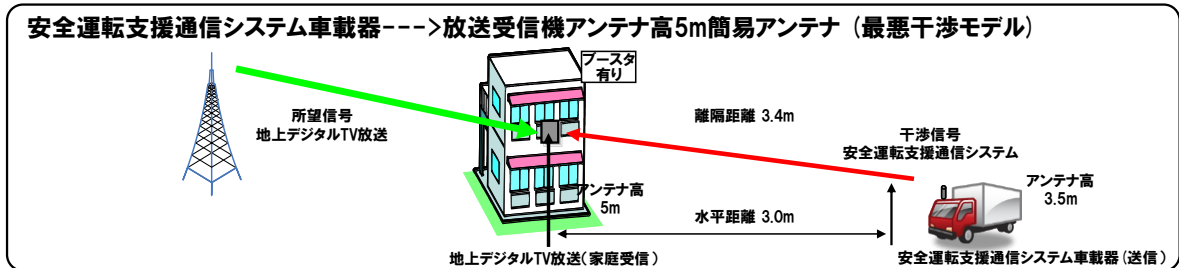 安全運転支援通信システム車載器--->放送受信機アンテナ高5m簡易アンテナ (最悪干渉モデル)
ブースタ
有り
所望信号
地上デジタルTV放送
離隔距離 3.4m
干渉信号
安全運転支援通信システム
アンテナ高
5m
アンテナ高
3.5m
水平距離 3.0m
地上デジタルTV放送(家庭受信)
安全運転支援通信システム車載器(送信)